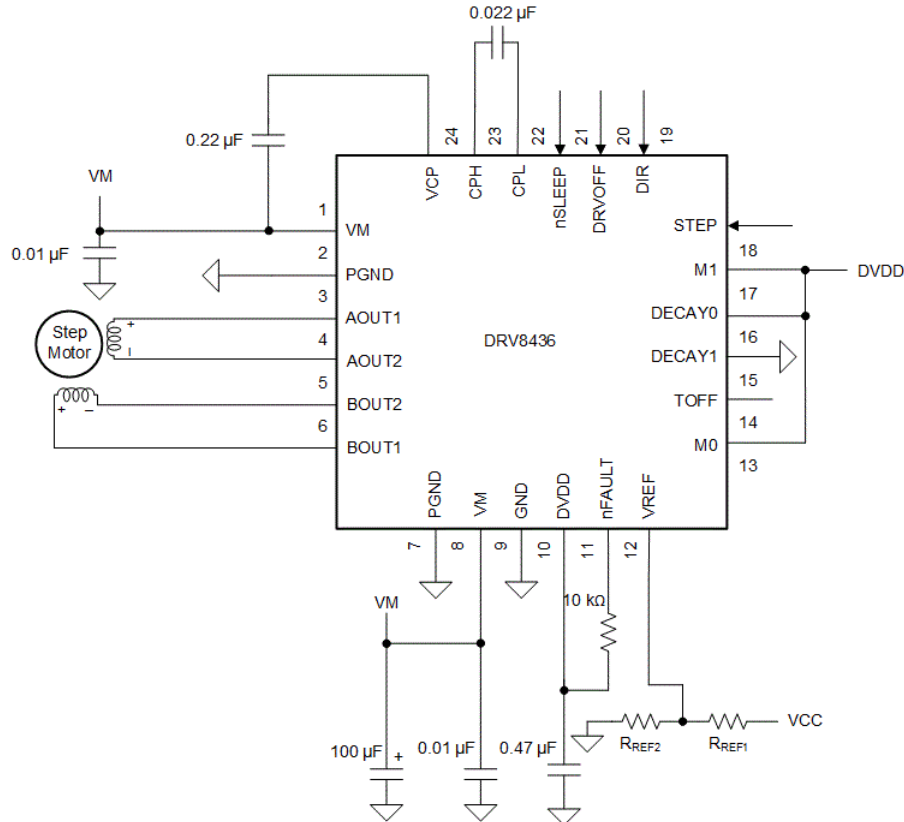 0.022 µF
0.22 µF
24
23
22
21
20
19
VCP
CPH
CPL
nSLEEP
DRVOFF
DIR
VM
0.01 µF
1
VM
2
PGND
3
AOUT1
4
AOUT2
5
BOUT2
6
BOUT1
Step
Motor
+
–
+
–
DRV8436
STEP
18
M1
DVDD
17
DECAY0
16
DECAY1
15
TOFF
14
M0
13
PGND
VM
GND
DVDD
nFAULT
VREF
7
8
9
10
11
12
10 kΩ
VM
100 µF
+
0.01 µF
0.47 µF
RREF2
RREF1
VCC